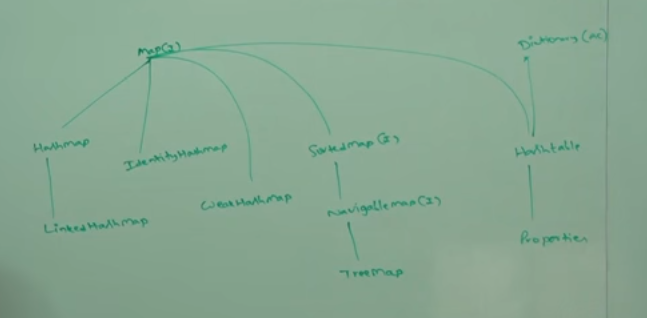 Map(I)
Dictionary(AC)
Hashmap
IdentityHashmap
WeakHashmap
Sortedmap(I)
Hashtable
LinkedHashmap
Navigablemap(I)
Properties
TreeMap